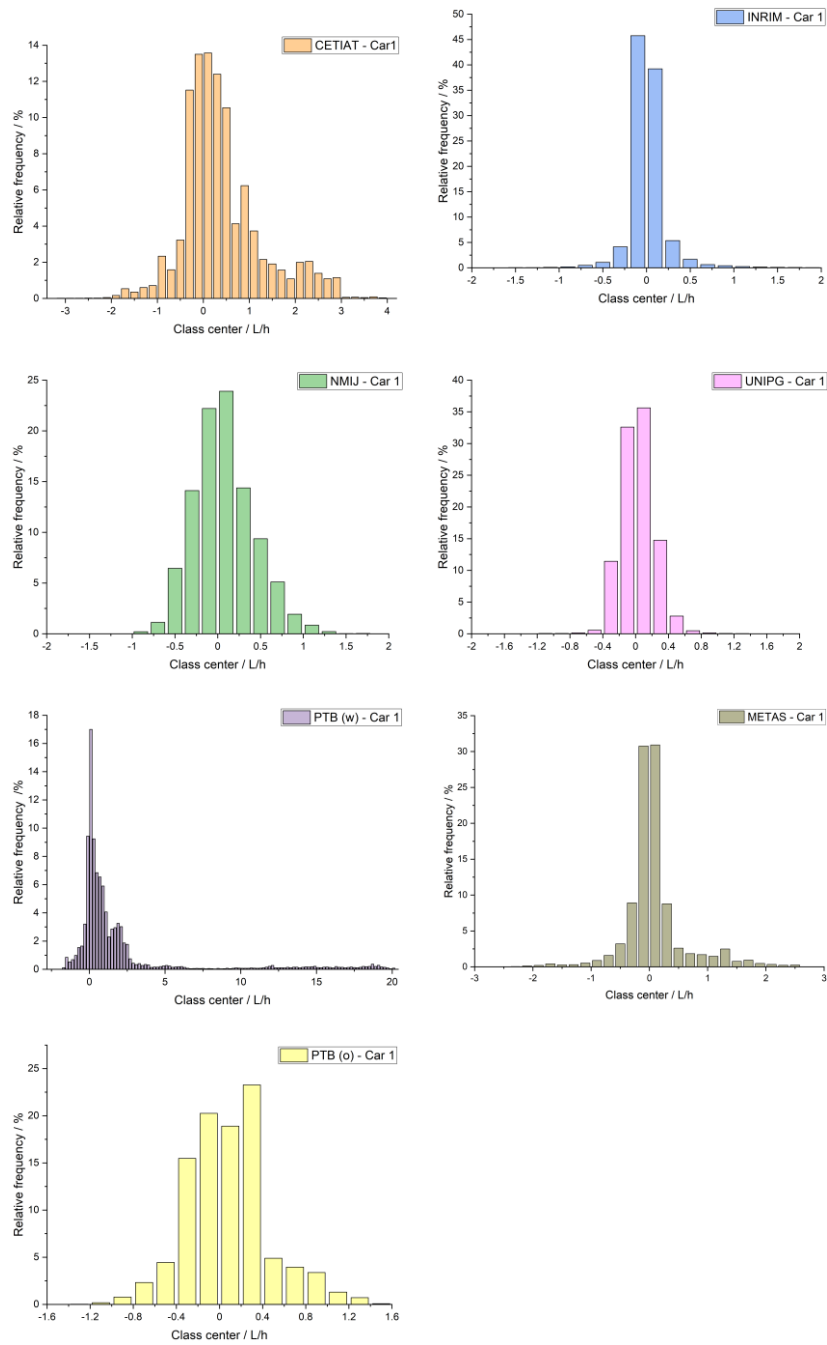 CETIAT - Car1
Relative frequency / %
14
12
10
8
6
4
2
0
-3 -2 -1 0 1 2 3 4
Class center / L/h
INRIM - Car 1
Relative frequency / %
50
45
40
35
30
25
20
15
10
5
0
-2 -1.5 -1 -0.5 0 0.5 1 1.5 2
Class center / L/h
NMIJ - Car 1
Relative frequency / %
25
20
15
10
5
0
-2 -1.5 -1 -0.5 0 0.5 1 1.5 2
Class center / L/h
UNIPG - Car 1
Relative frequency / %
40
35
30
25
20
15
10
5
0
-2 -1.6 -1.2 -0.8 -0.4 0 0.4 0.8 1.2 1.6 2
Class center / L/h
PTB (w) - Car 1
Relative frequency /%
18
16
14
12
10
8
6
4
2
0
0 5 10 15 20
Class center / L/h
METAS - Car 1
Relative frequency / %
35
30
25
20
15
10
5
0
-3 -2 -1 0 1 2 3
Class center / L/h
PTB (o) - Car 1
Relative frequency / %
25
20
15
10
5
0
-1.6 -1.2 -0.8 -0.4 0 0.4 0.8 1.2 1.6
Class center / L/h